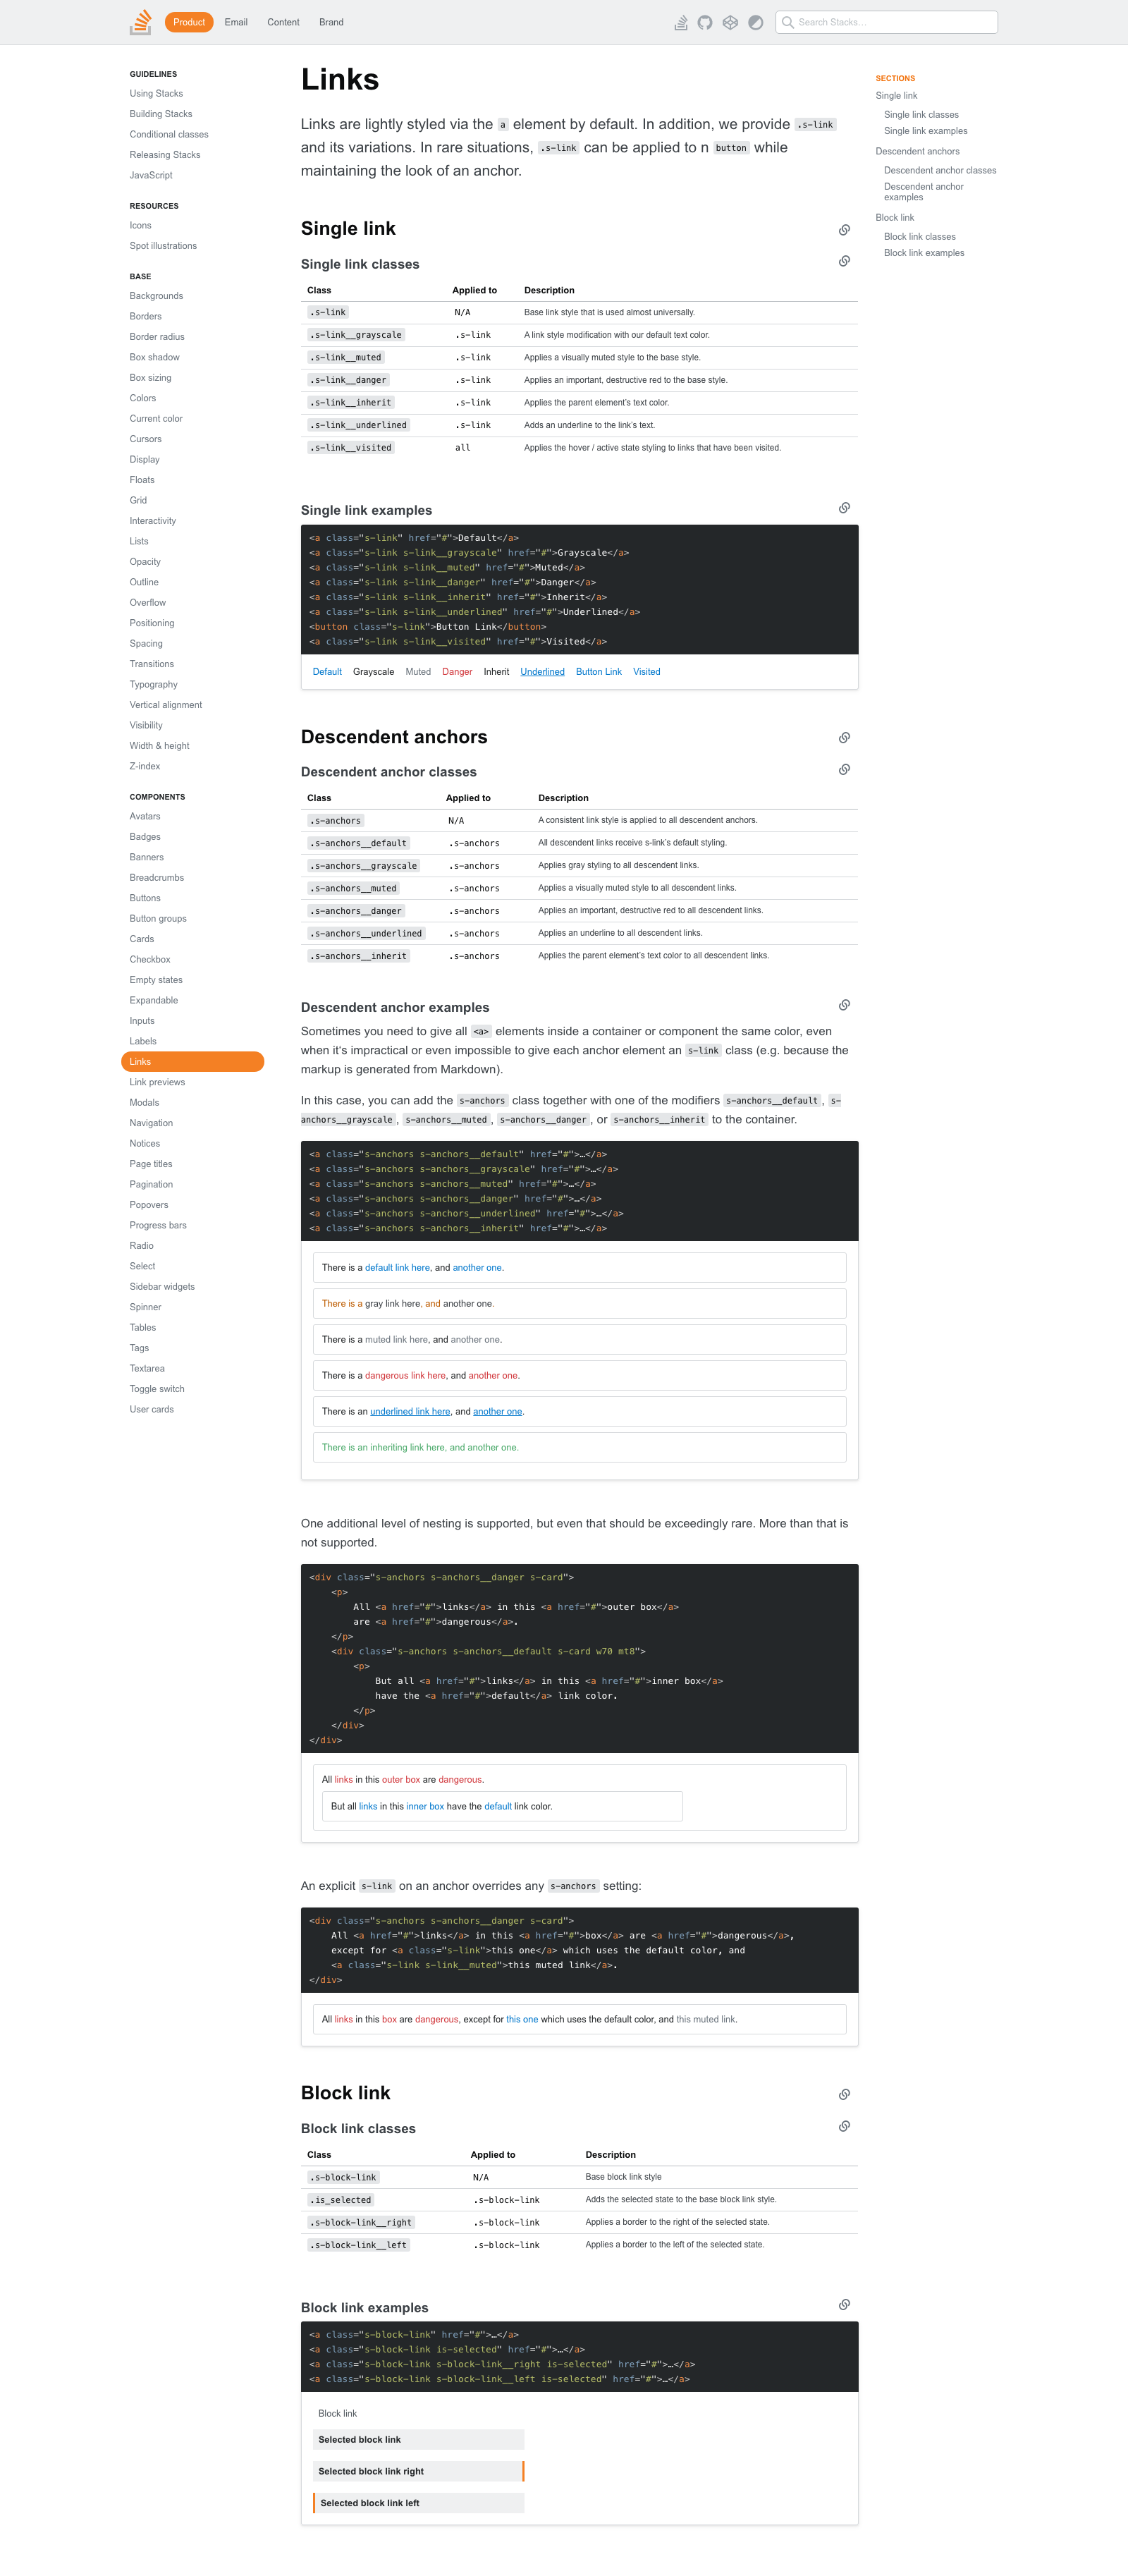 Product Email Content Brand Search Stacks…
GUIDELINES
Using Stacks
Building Stacks
Conditional classes
Releasing Stacks
JavaScript
RESOURCES
Icons
Spot illustrations
BASE
Backgrounds
Borders
Border radius
Box shadow
Box sizing
Colors
Current color
Cursors
Display
Floats
Grid
Interactivity
Lists
Opacity
Outline
Overflow
Positioning
Spacing
Transitions
Typography
Vertical alignment
Visibility
Width & height
Z-index
COMPONENTS
Avatars
Badges
Banners
Breadcrumbs
Buttons
Button groups
Cards
Checkbox
Empty states
Expandable
Inputs
Labels
Links
Link previews
Modals
Navigation
Notices
Page titles
Pagination
Popovers
Progress bars
Radio
Select
Sidebar widgets
Spinner
Tables
Tags
Textarea
Toggle switch
User cards
Links
Links are lightly styled via the a element by default. In addition, we provide .s-link
and its variations. In rare situations, .s-link can be applied to n button while
maintaining the look of an anchor.
Single link
Single link classes
Class Applied to Description
.s-link N/A Base link style that is used almost universally.
.s-link__grayscale .s-link A link style modification with our default text color.
.s-link__muted .s-link Applies a visually muted style to the base style.
.s-link__danger .s-link Applies an important, destructive red to the base style.
.s-link__inherit .s-link Applies the parent element’s text color.
.s-link__underlined .s-link Adds an underline to the link’s text.
.s-link__visited all Applies the hover / active state styling to links that have been visited.
Single link examples
<a class="s-link" href="#">Default</a>
<a class="s-link s-link__grayscale" href="#">Grayscale</a>
<a class="s-link s-link__muted" href="#">Muted</a>
<a class="s-link s-link__danger" href="#">Danger</a>
<a class="s-link s-link__inherit" href="#">Inherit</a>
<a class="s-link s-link__underlined" href="#">Underlined</a>
<button class="s-link">Button Link</button>
<a class="s-link s-link__visited" href="#">Visited</a>
Default Grayscale Muted Danger Inherit Underlined Button Link Visited
Descendent anchors
Descendent anchor classes
Class Applied to Description
.s-anchors N/A A consistent link style is applied to all descendent anchors.
.s-anchors__default .s-anchors All descendent links receive s-link’s default styling.
.s-anchors__grayscale .s-anchors Applies gray styling to all descendent links.
.s-anchors__muted .s-anchors Applies a visually muted style to all descendent links.
.s-anchors__danger .s-anchors Applies an important, destructive red to all descendent links.
.s-anchors__underlined .s-anchors Applies an underline to all descendent links.
.s-anchors__inherit .s-anchors Applies the parent element’s text color to all descendent links.
Descendent anchor examples
Sometimes you need to give all <a> elements inside a container or component the same color, even
when it’s impractical or even impossible to give each anchor element an s-link class (e.g. because the
markup is generated from Markdown).
In this case, you can add the s-anchors class together with one of the modifiers s-anchors__default, s-
anchors__grayscale, s-anchors__muted, s-anchors__danger, or s-anchors__inherit to the container.
<a class="s-anchors s-anchors__default" href="#">…</a>
<a class="s-anchors s-anchors__grayscale" href="#">…</a>
<a class="s-anchors s-anchors__muted" href="#">…</a>
<a class="s-anchors s-anchors__danger" href="#">…</a>
<a class="s-anchors s-anchors__underlined" href="#">…</a>
<a class="s-anchors s-anchors__inherit" href="#">…</a>
There is a default link here, and another one.
There is a gray link here, and another one.
There is a muted link here, and another one.
There is a dangerous link here, and another one.
There is an underlined link here, and another one.
There is an inheriting link here, and another one.
One additional level of nesting is supported, but even that should be exceedingly rare. More than that is
not supported.
<div class="s-anchors s-anchors__danger s-card">
<p>
All <a href="#">links</a> in this <a href="#">outer box</a>
are <a href="#">dangerous</a>.
</p>
<div class="s-anchors s-anchors__default s-card w70 mt8">
<p>
But all <a href="#">links</a> in this <a href="#">inner box</a>
have the <a href="#">default</a> link color.
</p>
</div>
</div>
All links in this outer box are dangerous.
But all links in this inner box have the default link color.
An explicit s-link on an anchor overrides any s-anchors setting:
<div class="s-anchors s-anchors__danger s-card">
All <a href="#">links</a> in this <a href="#">box</a> are <a href="#">dangerous</a>,
except for <a class="s-link">this one</a> which uses the default color, and
<a class="s-link s-link__muted">this muted link</a>.
</div>
All links in this box are dangerous, except for this one which uses the default color, and this muted link.
Block link
Block link classes
Class Applied to Description
.s-block-link N/A Base block link style
.is_selected .s-block-link Adds the selected state to the base block link style.
.s-block-link__right .s-block-link Applies a border to the right of the selected state.
.s-block-link__left .s-block-link Applies a border to the left of the selected state.
Block link examples
<a class="s-block-link" href="#">…</a>
<a class="s-block-link is-selected" href="#">…</a>
<a class="s-block-link s-block-link__right is-selected" href="#">…</a>
<a class="s-block-link s-block-link__left is-selected" href="#">…</a>
Block link
Selected block link
Selected block link right
Selected block link left
SECTIONS
Single link
Single link classes
Single link examples
Descendent anchors
Descendent anchor classes
Descendent anchor
examples
Block link
Block link classes
Block link examples